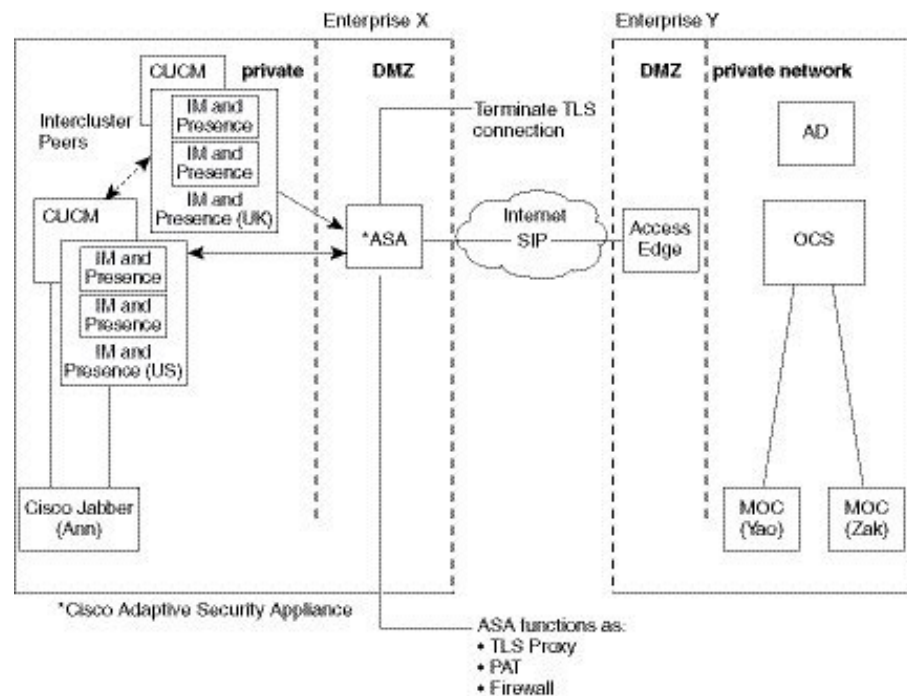 Enterprise X
Enterprise Y
CUCM
private
DMZ
DMZ
private network
IM and
Presence
IM and
Presence
IM and
Presence (UK)
Intercluster
Peers
Terminate TLS
connection
AD
CUCM
IM and
Presence
IM and
Presence
IM and
Presence (US)
*ASA
Internet
SIP
Access
Edge
OCS
Cisco Jabber
(Ann)
MOC
(Yao)
MOC
(Zak)
*Cisco Adaptive Security Appliance
ASA functions as:
• TLS Proxy
• PAT
• Firewall